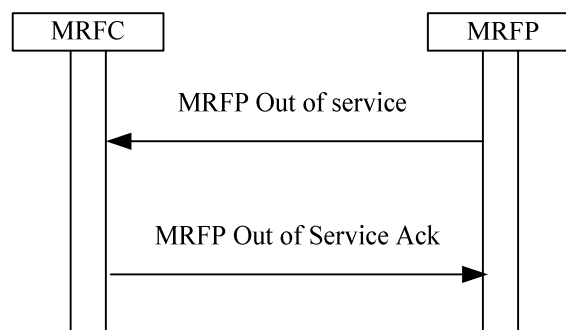 MRFC
MRFP
MRFP Out of service
MRFP Out of Service Ack